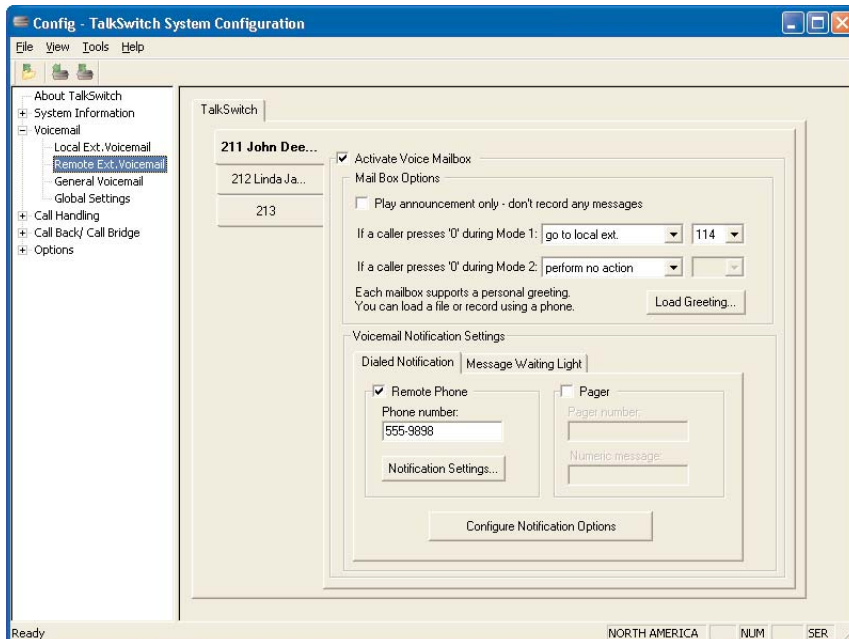 Config - TalkSwitch System Configuration
File View Tools Help
About TalkSwitch
System Information
Voicemail
Local Ext.Voicemail
Remote Ext.Voicemail
General Voicemail
Global Settings
Call Handling
Call Back/ Call Bridge
Options
TalkSwitch
211 John Dee...
212 Linda Ja...
213
Activate Voice Mailbox
Mail Box Options
Play announcement only - don't record any messages
If a caller presses '0' during Mode 1: go to local ext. 114
If a caller presses '0' during Mode 2: perform no action
Each mailbox supports a personal greeting.
You can load a file or record using a phone.
Load Greeting...
Voicemail Notification Settings
Dialed Notification Message Waiting Light
Remote Phone
Phone number:
555-9898
Notification Settings...
Pager
Pager number:
Numeric message:
Configure Notification Options
Ready NORTH AMERICA NUM SER